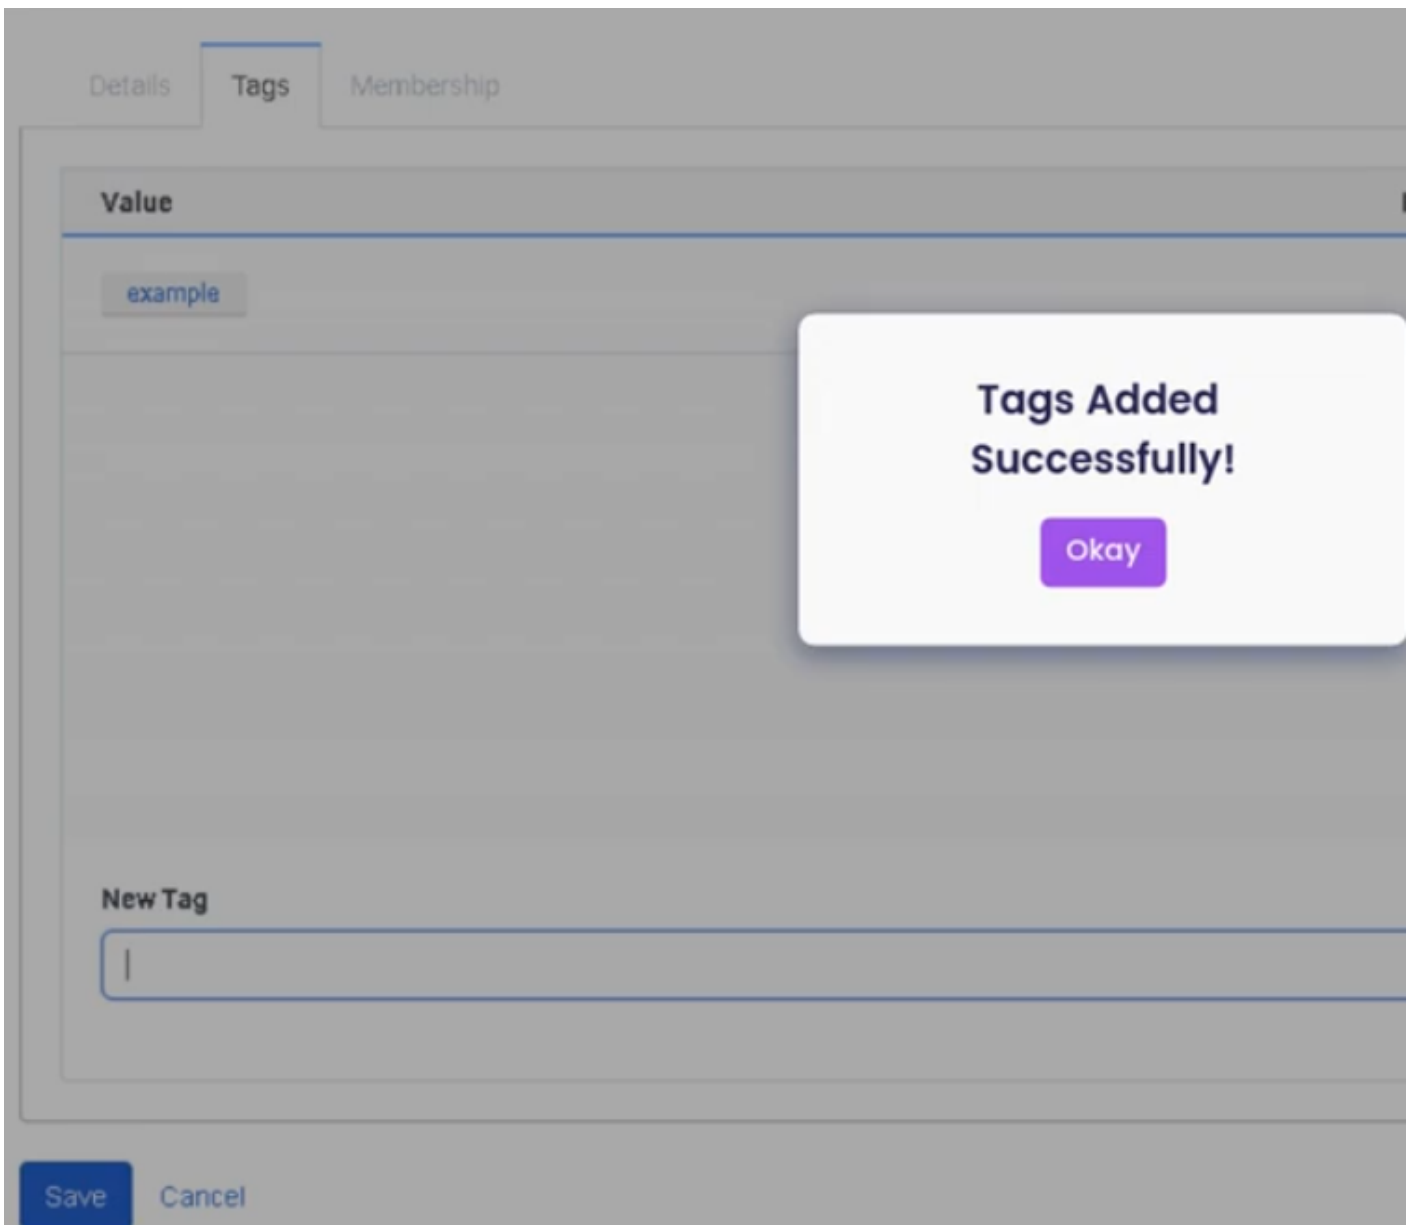 Details Tags Membership
Value
example
Tags Added
Successfully!
Okay
New Tag
Save Cancel